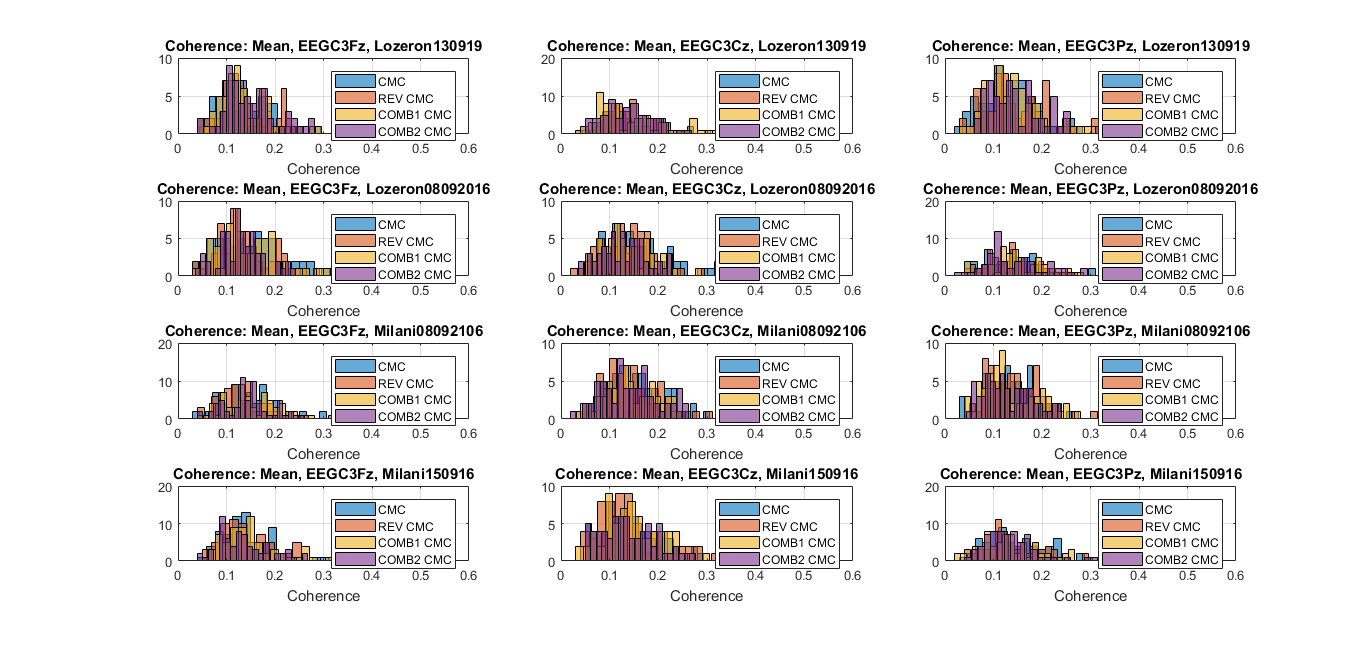 Coherence: Mean, EEGC3Fz, Lozeron130919
10
5
0
0 0.1 0.2 0.3 0.4 0.5 0.6
Coherence
CMC
REV CMC
COMB1 CMC
COMB2 CMC
Coherence: Mean, EEGC3Cz, Lozeron130919
20
10
0
0 0.1 0.2 0.3 0.4 0.5 0.6
Coherence
CMC
REV CMC
COMB1 CMC
COMB2 CMC
Coherence: Mean, EEGC3Pz, Lozeron130919
10
5
0
0 0.1 0.2 0.3 0.4 0.5 0.6
Coherence
CMC
REV CMC
COMB1 CMC
COMB2 CMC
Coherence: Mean, EEGC3Fz, Lozeron08092016
10
5
0
0 0.1 0.2 0.3 0.4 0.5 0.6
Coherence
CMC
REV CMC
COMB1 CMC
COMB2 CMC
Coherence: Mean, EEGC3Cz, Lozeron08092016
10
5
0
0 0.1 0.2 0.3 0.4 0.5 0.6
Coherence
CMC
REV CMC
COMB1 CMC
COMB2 CMC
Coherence: Mean, EEGC3Pz, Lozeron08092016
20
10
0
0 0.1 0.2 0.3 0.4 0.5 0.6
Coherence
CMC
REV CMC
COMB1 CMC
COMB2 CMC
Coherence: Mean, EEGC3Fz, Milani08092106
20
10
0
0 0.1 0.2 0.3 0.4 0.5 0.6
Coherence
CMC
REV CMC
COMB1 CMC
COMB2 CMC
Coherence: Mean, EEGC3Cz, Milani08092106
10
5
0
0 0.1 0.2 0.3 0.4 0.5 0.6
Coherence
CMC
REV CMC
COMB1 CMC
COMB2 CMC
Coherence: Mean, EEGC3Pz, Milani08092106
10
5
0
0 0.1 0.2 0.3 0.4 0.5 0.6
Coherence
CMC
REV CMC
COMB1 CMC
COMB2 CMC
Coherence: Mean, EEGC3Fz, Milani150916
20
10
0
0 0.1 0.2 0.3 0.4 0.5 0.6
Coherence
CMC
REV CMC
COMB1 CMC
COMB2 CMC
Coherence: Mean, EEGC3Cz, Milani150916
10
5
0
0 0.1 0.2 0.3 0.4 0.5 0.6
Coherence
CMC
REV CMC
COMB1 CMC
COMB2 CMC
Coherence: Mean, EEGC3Pz, Milani150916
20
10
0
0 0.1 0.2 0.3 0.4 0.5 0.6
Coherence
CMC
REV CMC
COMB1 CMC
COMB2 CMC